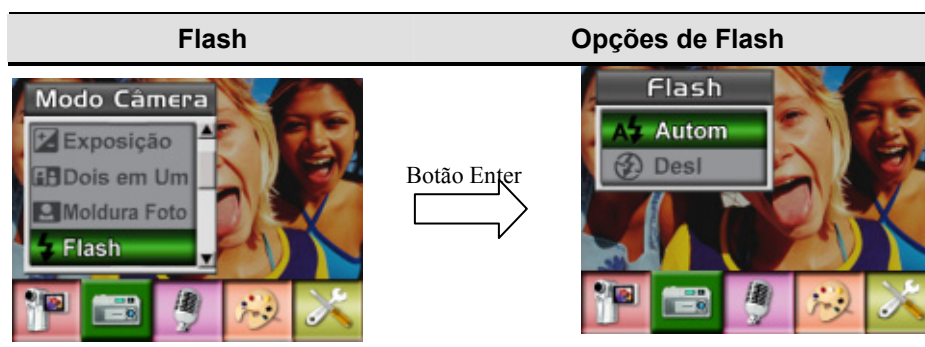 Flash
Opções de Flash
Modo Câmera
Exposição
Dois em Um
Moldura Foto
Flash
Botão Enter
Flash
A Autom
Desl